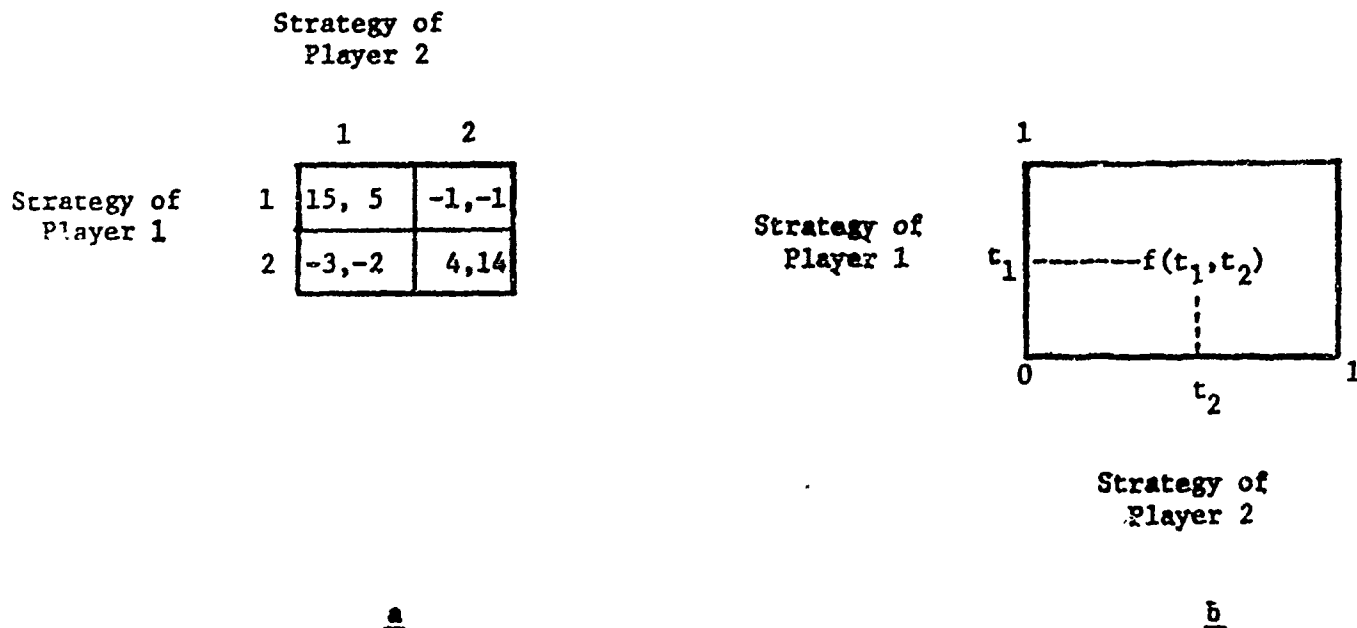 Strategy of
Player 2
1 2
Strategy of
Player 1
1 15, 5 -1,-1
2 -3,-2 4,14
a
1
Strategy of
Player 1
t1 f(t1,t2)
0 1
t2
Strategy of
Player 2
b